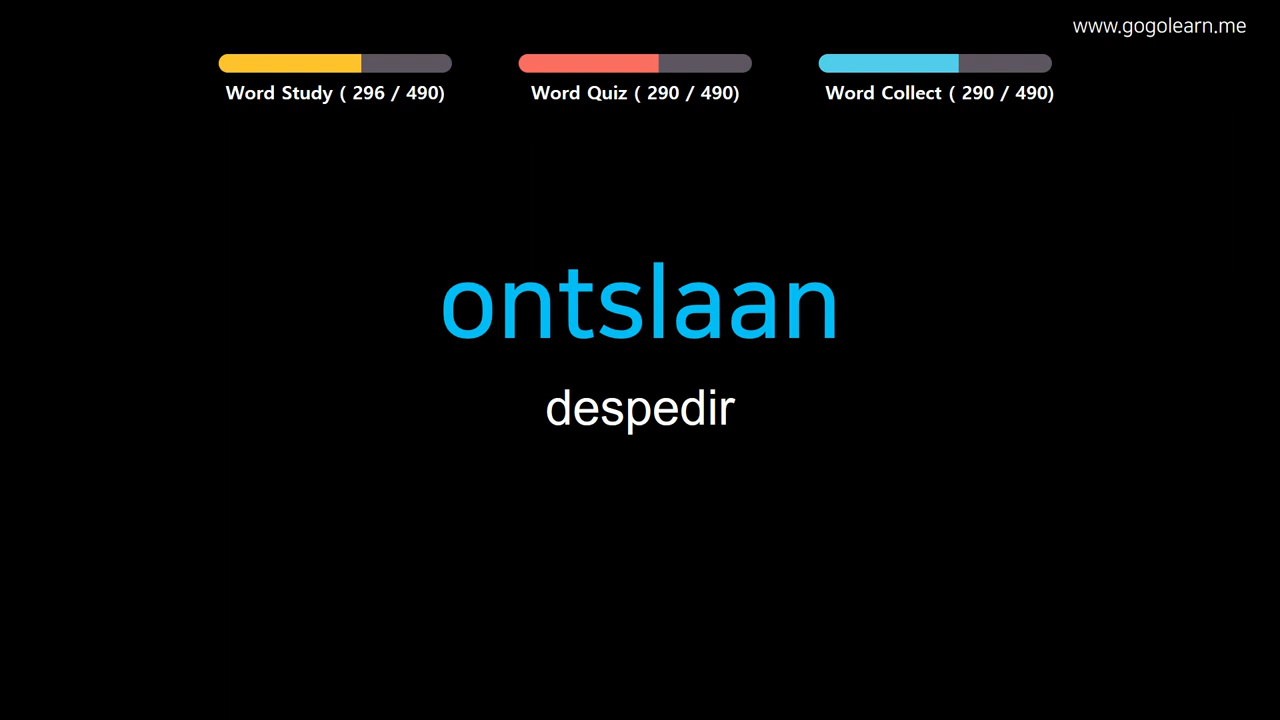 www.gogolearn.me
Word Study ( 296 / 490) Word Quiz ( 290 / 490) Word Collect ( 290 / 490)
ontslaan
despedir